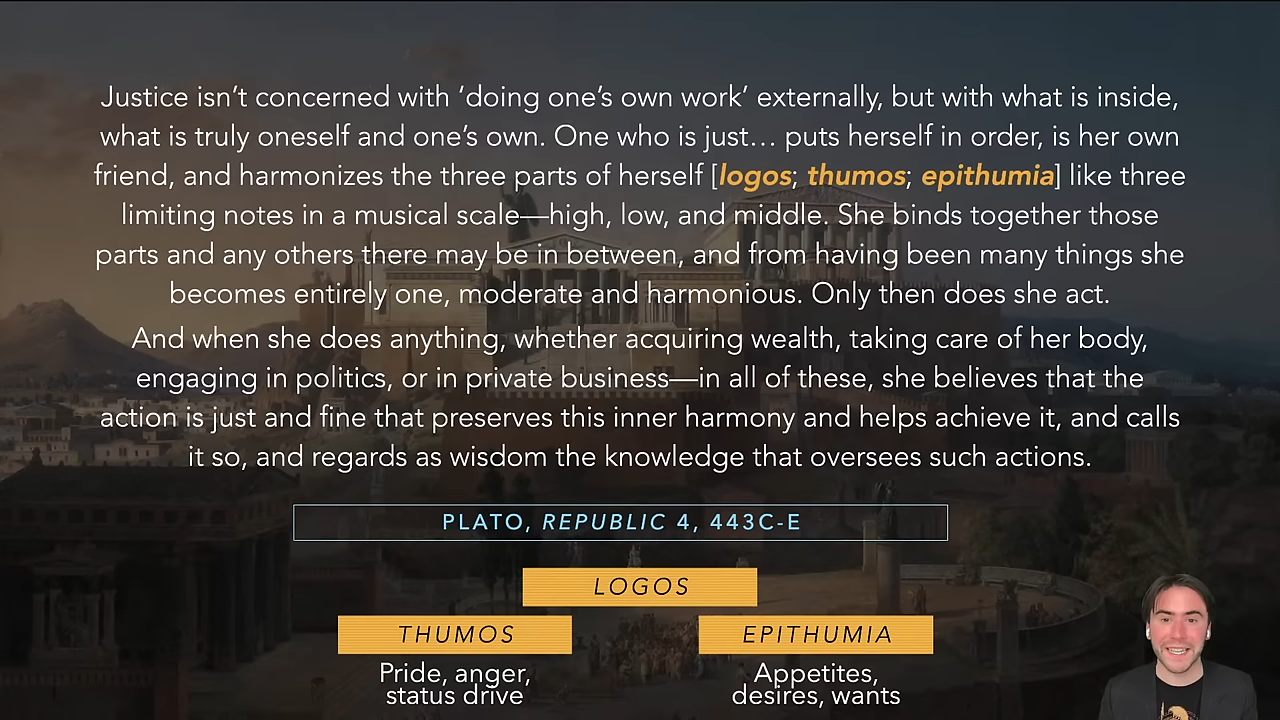 Justice isn’t concerned with ‘doing one’s own work’ externally, but with what is inside,
what is truly oneself and one’s own. One who is just... puts herself in order, is her own
friend, and harmonizes the three parts of herself [logos; thumos; epithumia] like three
limiting notes in a musical scale—high, low, and middle. She binds together those
parts and any others there may be in between, and from having been many things she
becomes entirely one, moderate and harmonious. Only then does she act.
And when she does anything, whether acquiring wealth, taking care of her body,
engaging in politics, or in private business—in all of these, she believes that the
action is just and fine that preserves this inner harmony and helps achieve it, and calls
it so, and regards as wisdom the knowledge that oversees such actions.
PLATO, REPUBLIC 4, 443C-E
LOGOS
THUMOS
Pride, anger,
status drive
EPITHUMIA
Appetites,
desires, wants